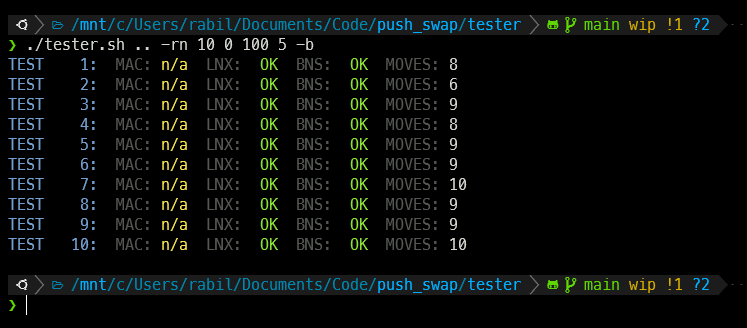 /mnt/c/Users/rabil/Documents/Code/push_swap/tester main wip !1 ?2
❯ ./tester.sh .. -rn 10 0 100 5 -b
TEST 1: MAC: n/a LNX: OK BNS: OK MOVES: 8
TEST 2: MAC: n/a LNX: OK BNS: OK MOVES: 6
TEST 3: MAC: n/a LNX: OK BNS: OK MOVES: 9
TEST 4: MAC: n/a LNX: OK BNS: OK MOVES: 8
TEST 5: MAC: n/a LNX: OK BNS: OK MOVES: 9
TEST 6: MAC: n/a LNX: OK BNS: OK MOVES: 9
TEST 7: MAC: n/a LNX: OK BNS: OK MOVES: 10
TEST 8: MAC: n/a LNX: OK BNS: OK MOVES: 9
TEST 9: MAC: n/a LNX: OK BNS: OK MOVES: 9
TEST 10: MAC: n/a LNX: OK BNS: OK MOVES: 10
/mnt/c/Users/rabil/Documents/Code/push_swap/tester main wip !1 ?2
❯